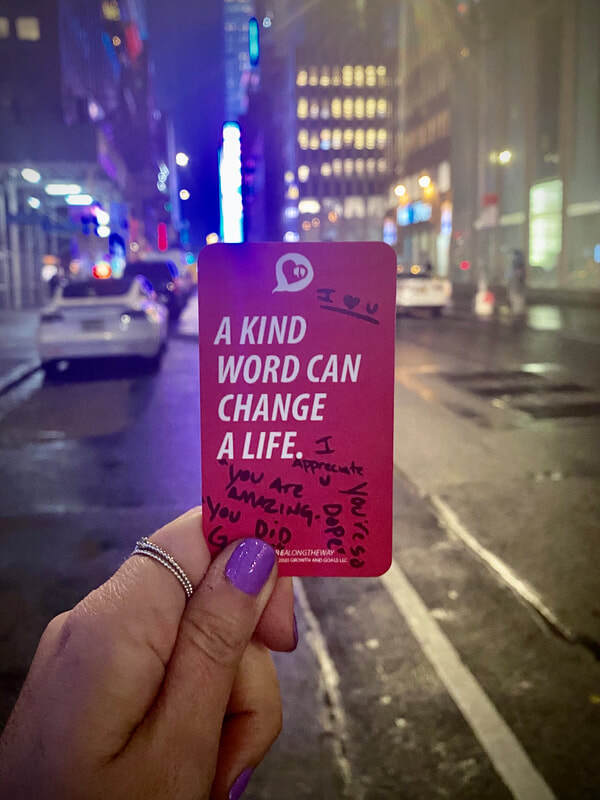 I ♥ U
A KIND
WORD CAN
CHANGE
A LIFE.
I
APPreciate
U
"You Are
AMAZING.
You DiD
You're so
Dope
EALONGTHEWAY
2020 GROWTH AND GOALS LLC